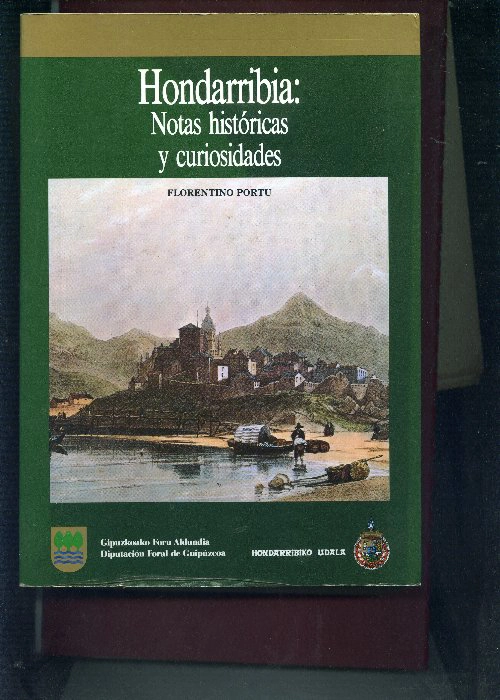 Hondarribia:
Notas históricas
y curiosidades
FLORENTINO PORTU
Gipuzkoako Foru Aldundia
Diputación Foral de Guipúzcoa
HONDARRIBIKO UDALA